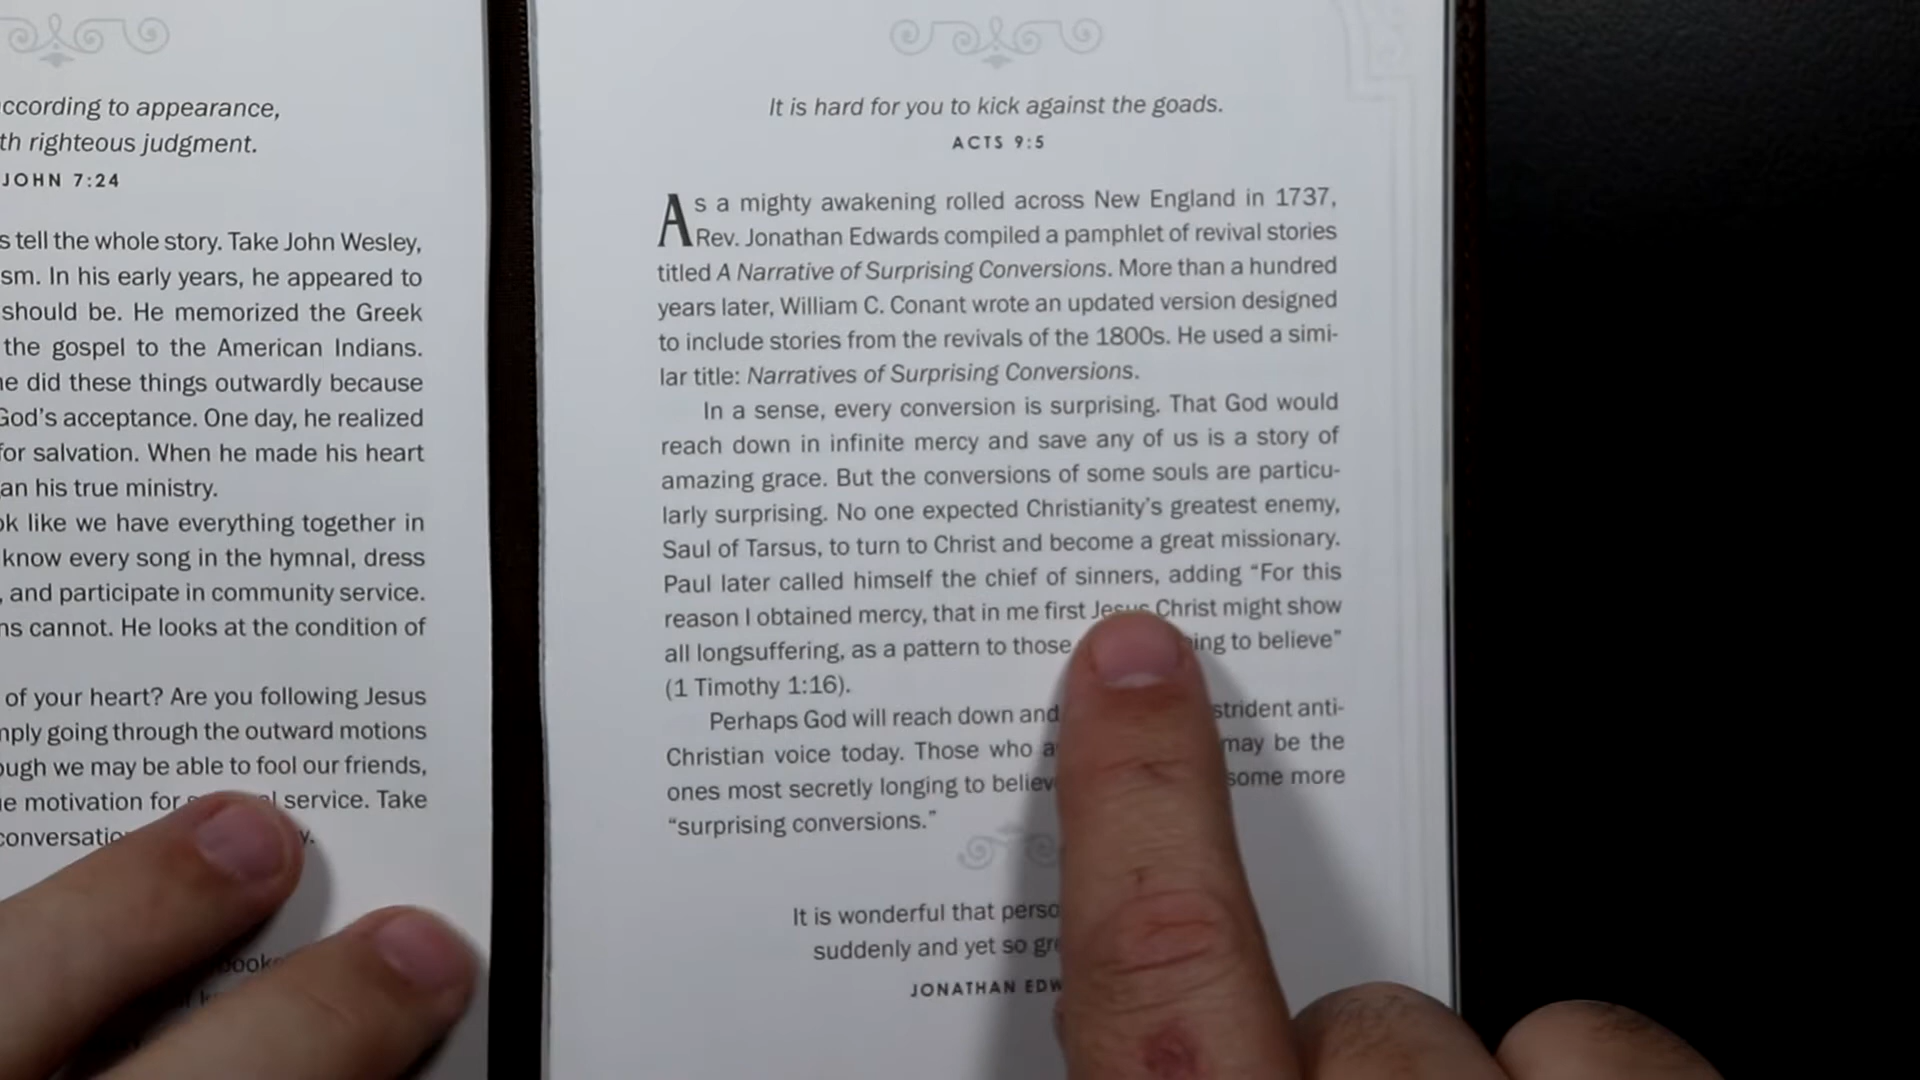 ccording to appearance,
th righteous judgment.
JOHN 7:24
s tell the whole story. Take John Wesley,
sm. In his early years, he appeared to
should be. He memorized the Greek
the gospel to the American Indians.
he did these things outwardly because
God's acceptance. One day, he realized
for salvation. When he made his heart
an his true ministry.
ok like we have everything together in
know every song in the hymnal, dress
, and participate in community service.
ns cannot. He looks at the condition of
of your heart? Are you following Jesus
mply going through the outward motions
ough we may be able to fool our friends,
e motivation for service. Take
conversatio y.
It is hard for you to kick against the goads.
ACTS 9:5
As a mighty awakening rolled across New England in 1737,
Rev. Jonathan Edwards compiled a pamphlet of revival stories
titled A Narrative of Surprising Conversions. More than a hundred
years later, William C. Conant wrote an updated version designed
to include stories from the revivals of the 1800s. He used a simi-
lar title: Narratives of Surprising Conversions.
In a sense, every conversion is surprising. That God would
reach down in infinite mercy and save any of us is a story of
amazing grace. But the conversions of some souls are particu-
larly surprising. No one expected Christianity's greatest enemy,
Saul of Tarsus, to turn to Christ and become a great missionary.
Paul later called himself the chief of sinners, adding “For this
reason I obtained mercy, that in me first Jesus Christ might show
all longsuffering, as a pattern to those ing to believe”
(1 Timothy 1:16).
Perhaps God will reach down and strident anti-
Christian voice today. Those who a may be the
ones most secretly longing to believ some more
“surprising conversions.”
It is wonderful that perso
suddenly and yet so gr
JONATHAN EDW